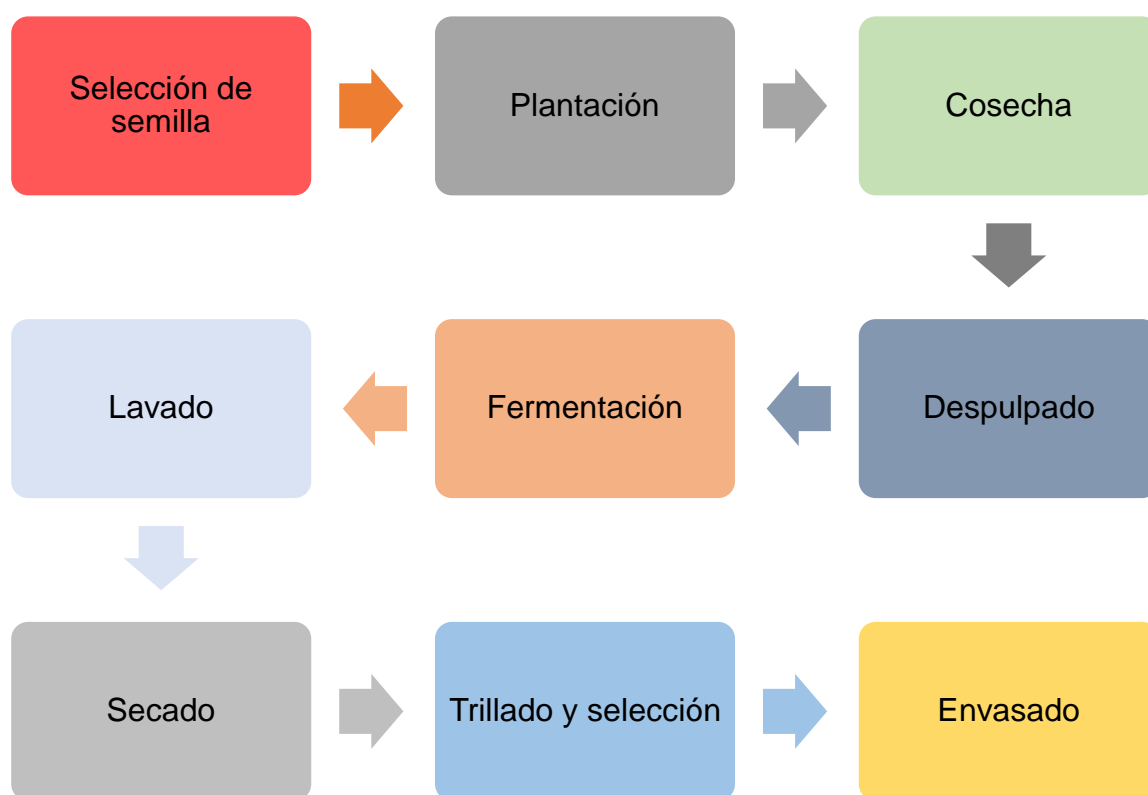 Selección de
semilla
Plantación
Cosecha
Despulpado
Fermentación
Lavado
Secado
Trillado y selección
Envasado